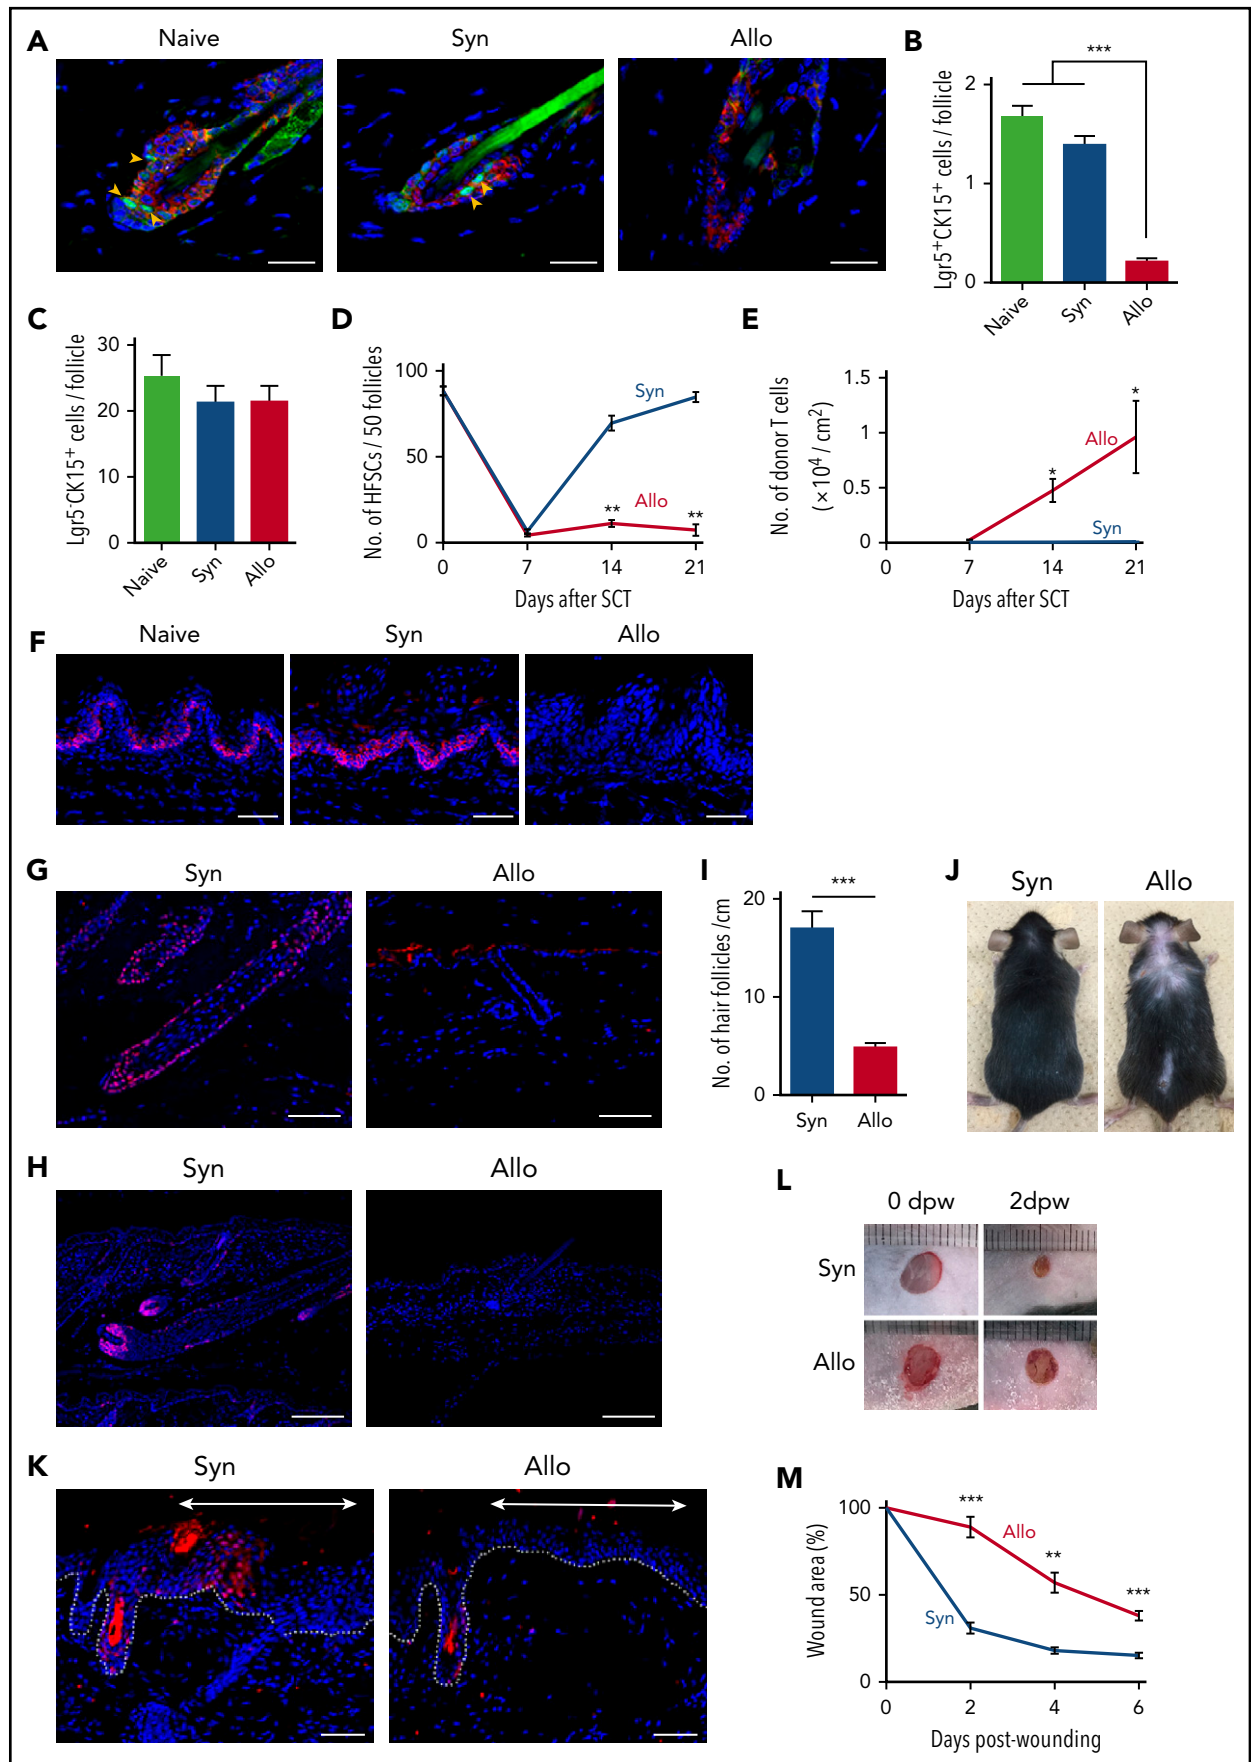 A
Naive
Syn
Allo
B
***
Lgr5⁺CK15⁺ cells / follicle
2
1
0
Naive
Syn
Allo
C
Lgr5⁻CK15⁺ cells / follicle
30
20
10
0
Naive
Syn
Allo
D
No. of HFSCs / 50 follicles
100
50
0
Syn
Allo
**
**
0
7
14
21
Days after SCT
E
No. of donor T cells
(×10⁴ / cm²)
1.5
1
0.5
0
Allo
Syn
*
*
0
7
14
21
Days after SCT
F
Naive
Syn
Allo
G
Syn
Allo
H
Syn
Allo
I
***
No. of hair follicles /cm
20
10
0
Syn
Allo
J
Syn
Allo
K
Syn
Allo
L
0 dpw
2dpw
Syn
Allo
M
Wound area (%)
100
50
0
***
Allo
**
***
Syn
0
2
4
6
Days post-wounding